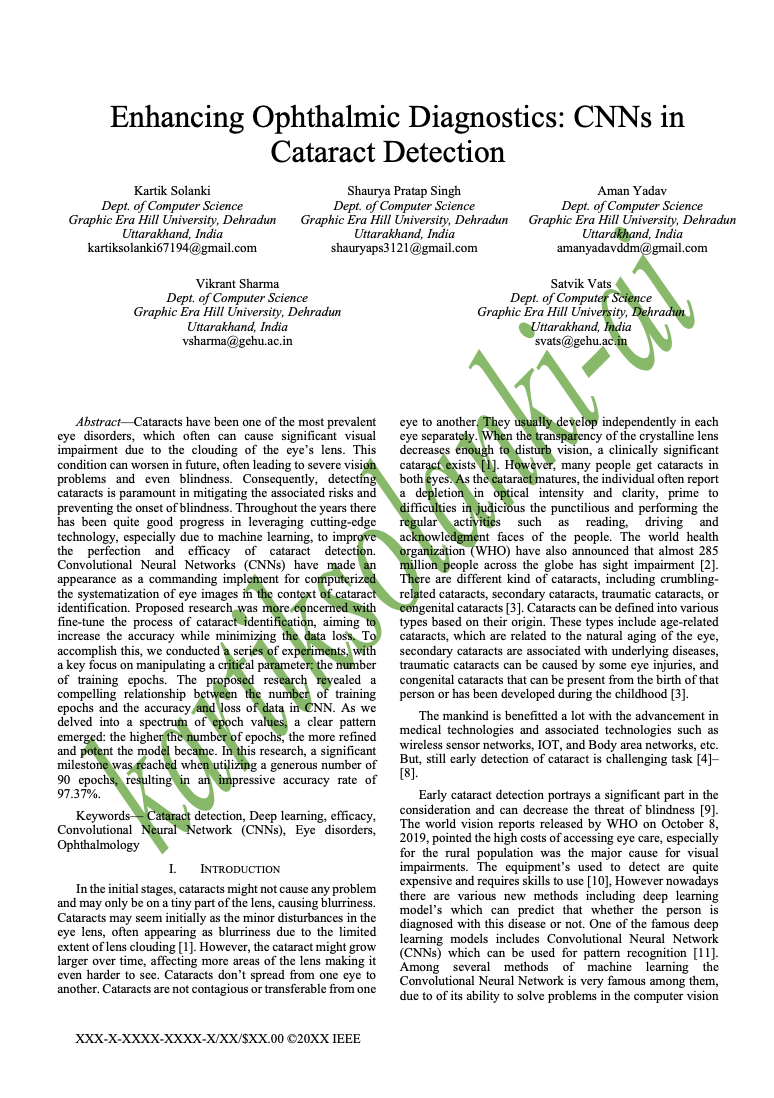 Enhancing Ophthalmic Diagnostics: CNNs in
Cataract Detection
Kartik Solanki
Dept. of Computer Science
Graphic Era Hill University, Dehradun
Uttarakhand, India
kartiksolanki67194@gmail.com
Shaurya Pratap Singh
Dept. of Computer Science
Graphic Era Hill University, Dehradun
Uttarakhand, India
shauryaps3121@gmail.com
Aman Yadav
Dept. of Computer Science
Graphic Era Hill University, Dehradun
Uttarakhand, India
amanyadavddm@gmail.com
Vikrant Sharma
Dept. of Computer Science
Graphic Era Hill University, Dehradun
Uttarakhand, India
vsharma@gehu.ac.in
Satvik Vats
Dept. of Computer Science
Graphic Era Hill University, Dehradun
Uttarakhand, India
svats@gehu.ac.in
Abstract—Cataracts have been one of the most prevalent
eye disorders, which often can cause significant visual
impairment due to the clouding of the eye's lens. This
condition can worsen in future, often leading to severe vision
problems and even blindness. Consequently, detecting
cataracts is paramount in mitigating the associated risks and
preventing the onset of blindness. Throughout the years there
has been quite good progress in leveraging cutting-edge
technology, especially due to machine learning, to improve
the perfection and efficacy of cataract detection.
Convolutional Neural Networks (CNNs) have made an
appearance as a commanding implement for computerized
the systematization of eye images in the context of cataract
identification. Proposed research was more concerned with
fine-tune the process of cataract identification, aiming to
increase the accuracy while minimizing the data loss. To
accomplish this, we conducted a series of experiments, with
a key focus on manipulating a critical parameter: the number
of training epochs. The proposed research revealed a
compelling relationship between the number of training
epochs and the accuracy and loss of data in CNN. As we
delved into a spectrum of epoch values, a clear pattern
emerged: the higher the number of epochs, the more refined
and potent the model became. In this research, a significant
milestone was reached when utilizing a generous number of
90 epochs, resulting in an impressive accuracy rate of
97.37%.
Keywords— Cataract detection, Deep learning, efficacy,
Convolutional Neural Network (CNNs), Eye disorders,
Ophthalmology
I. INTRODUCTION
In the initial stages, cataracts might not cause any problem
and may only be on a tiny part of the lens, causing blurriness.
Cataracts may seem initially as the minor disturbances in the
eye lens, often appearing as blurriness due to the limited
extent of lens clouding [1]. However, the cataract might grow
larger over time, affecting more areas of the lens making it
even harder to see. Cataracts don't spread from one eye to
another. Cataracts are not contagious or transferable from one
eye to another. They usually develop independently in each
eye separately. When the transparency of the crystalline lens
decreases enough to disturb vision, a clinically significant
cataract exists [1]. However, many people get cataracts in
both eyes. As the cataract matures, the individual often report
a depletion in optical intensity and clarity, prime to
difficulties in judicious the punctilious and performing the
regular activities such as reading, driving and
acknowledgment faces of the people. The world health
organization (WHO) have also announced that almost 285
million people across the globe has sight impairment [2].
There are different kind of cataracts, including crumbling-
related cataracts, secondary cataracts, traumatic cataracts, or
congenital cataracts [3]. Cataracts can be defined into various
types based on their origin. These types include age-related
cataracts, which are related to the natural aging of the eye,
secondary cataracts are associated with underlying diseases,
traumatic cataracts can be caused by some eye injuries, and
congenital cataracts that can be present from the birth of that
person or has been developed during the childhood [3].
The mankind is benefitted a lot with the advancement in
medical technologies and associated technologies such as
wireless sensor networks, IOT, and Body area networks, etc.
But, still early detection of cataract is challenging task [4]–
[8].
Early cataract detection portrays a significant part in the
consideration and can decrease the threat of blindness [9].
The world vision reports released by WHO on October 8,
2019, pointed the high costs of accessing eye care, especially
for the rural population was the major cause for visual
impairments. The equipment's used to detect are quite
expensive and requires skills to use [10], However nowadays
there are various new methods including deep learning
model's which can predict that whether the person is
diagnosed with this disease or not. One of the famous deep
learning models includes Convolutional Neural Network
(CNNs) which can be used for pattern recognition [11].
Among several methods of machine learning the
Convolutional Neural Network is very famous among them,
due to of its ability to solve problems in the computer vision
XXX-X-XXXX-XXXX-X/XX/$XX.00 ©20XX IEEE
kartiksolanki-ai